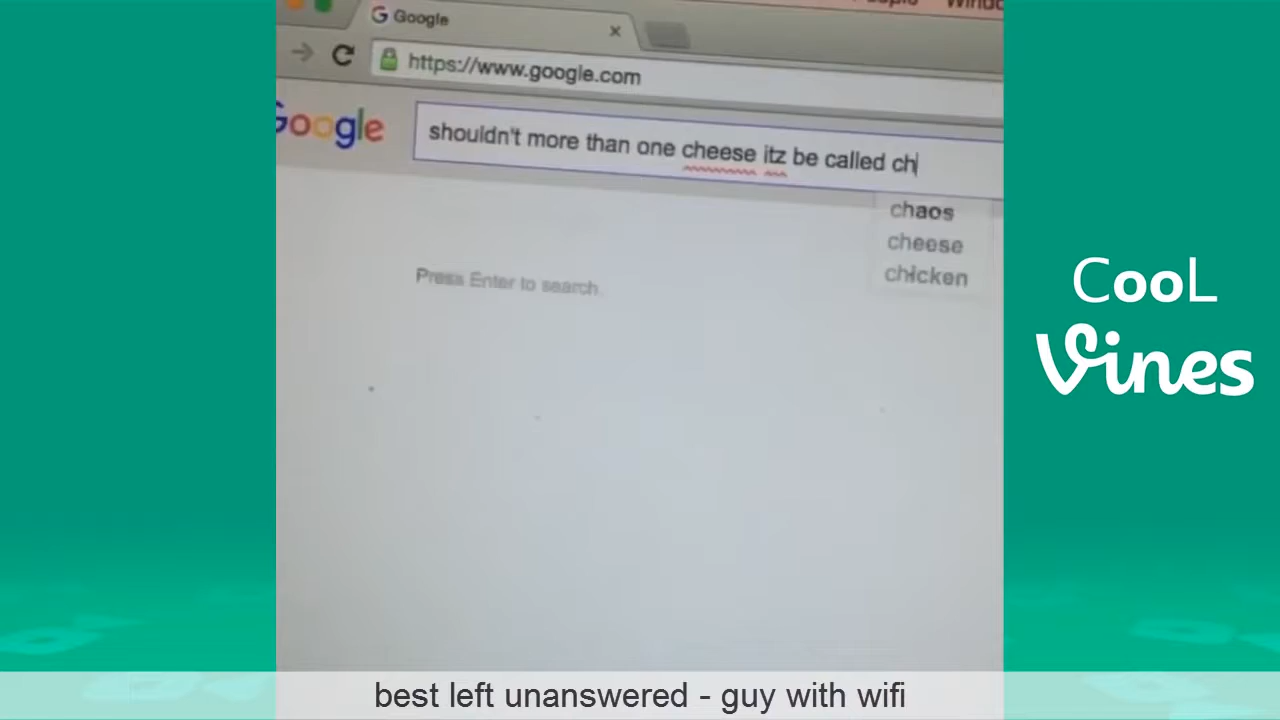 Google
https://www.google.com
Google
shouldn't more than one cheese itz be called ch
chaos
cheese
chicken
Press Enter to search.
CooL
Vines
best left unanswered - guy with wifi